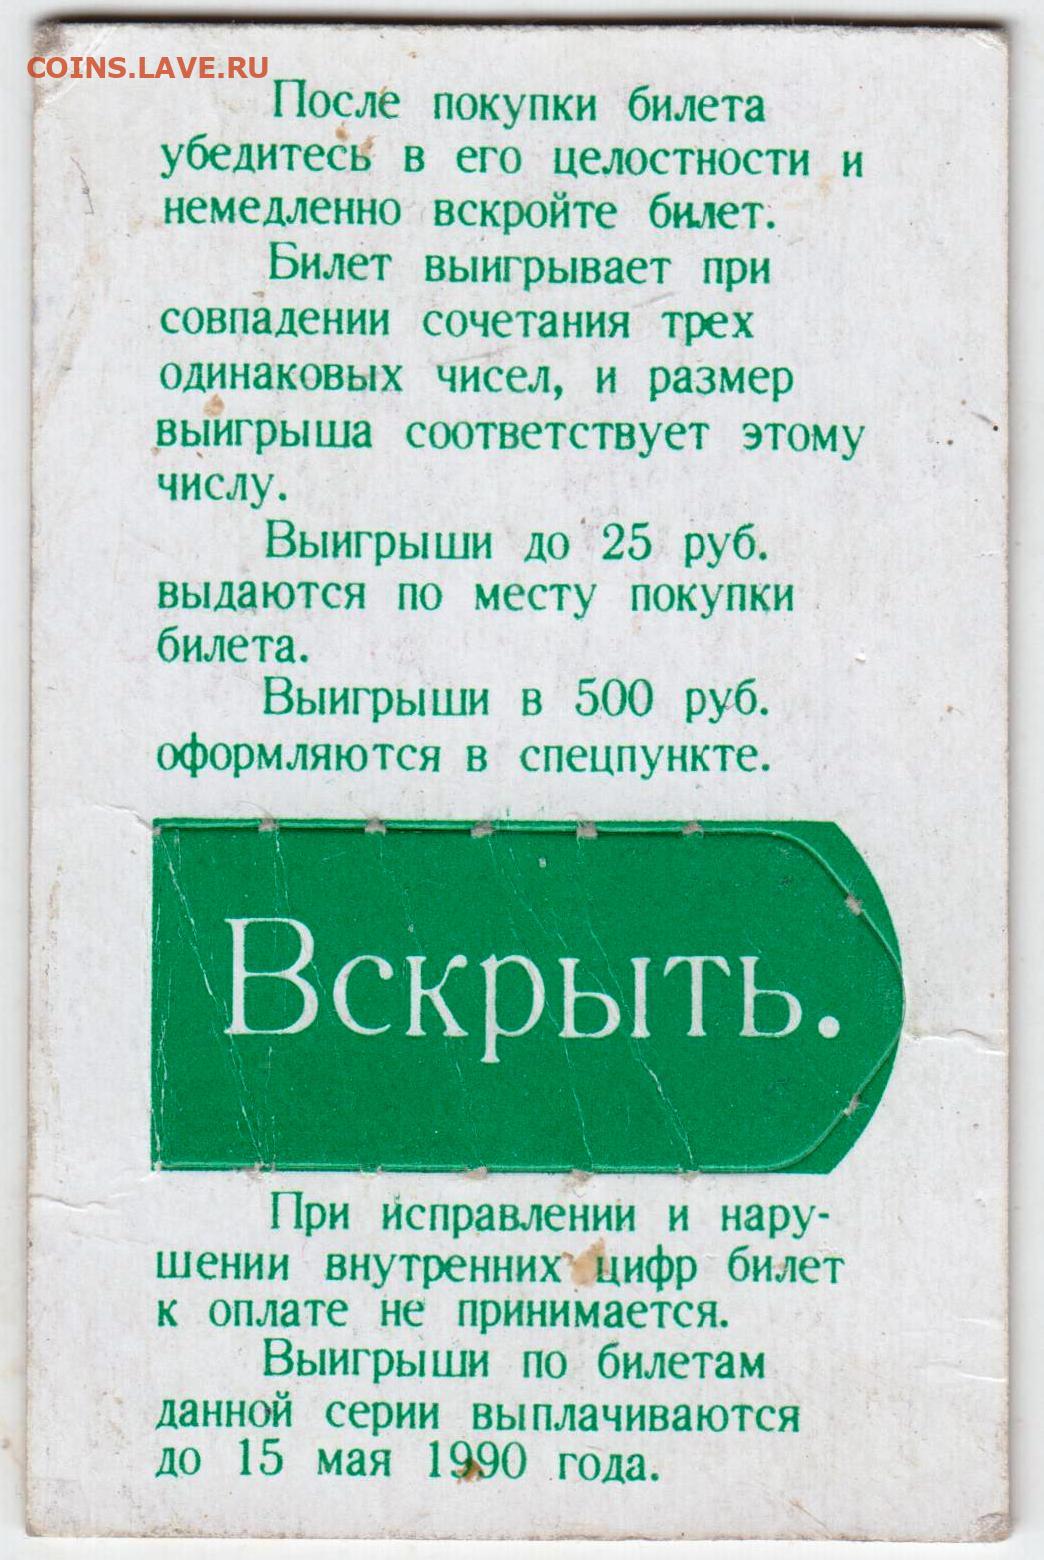 COINS.LAVE.RU
После покупки билета
убедитесь в его целостности и
немедленно вскройте билет.
Билет выигрывает при
совпадении сочетания трех
одинаковых чисел, и размер
выигрыша соответствует этому
числу.
Выигрыши до 25 руб.
выдаются по месту покупки
билета.
Выигрыши в 500 руб.
оформляются в спецпункте.
Вскрыть.
При исправлении и нару-
шении внутренних цифр билет
к оплате не принимается.
Выигрыши по билетам
данной серии выплачиваются
до 15 мая 1990 года.